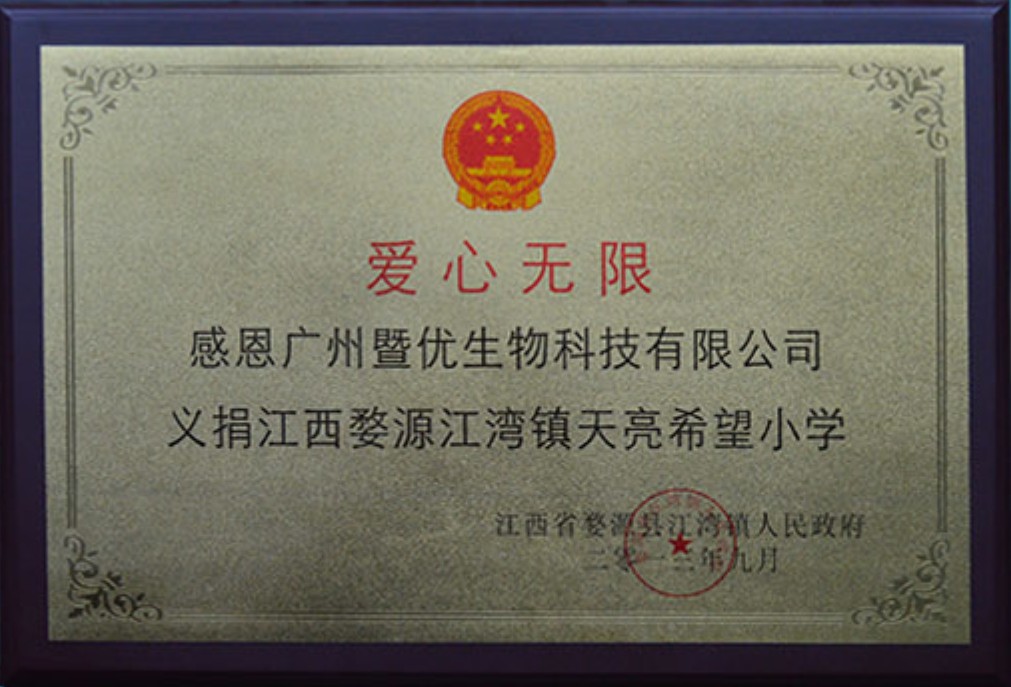 爱心无限
感恩广州暨优生物科技有限公司
义捐江西婺源江湾镇天亮希望小学
江西省婺源县江湾镇人民政府
二零一三年九月